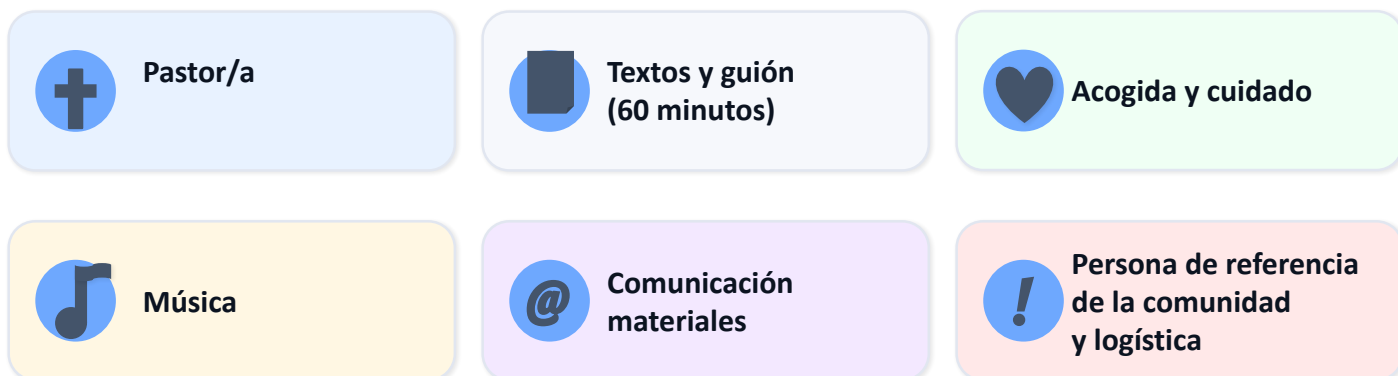 Pastor/a
Textos y guión
(60 minutos)
Acogida y cuidado
Música
@
Comunicación
materiales
!
Persona de referencia
de la comunidad
y logística